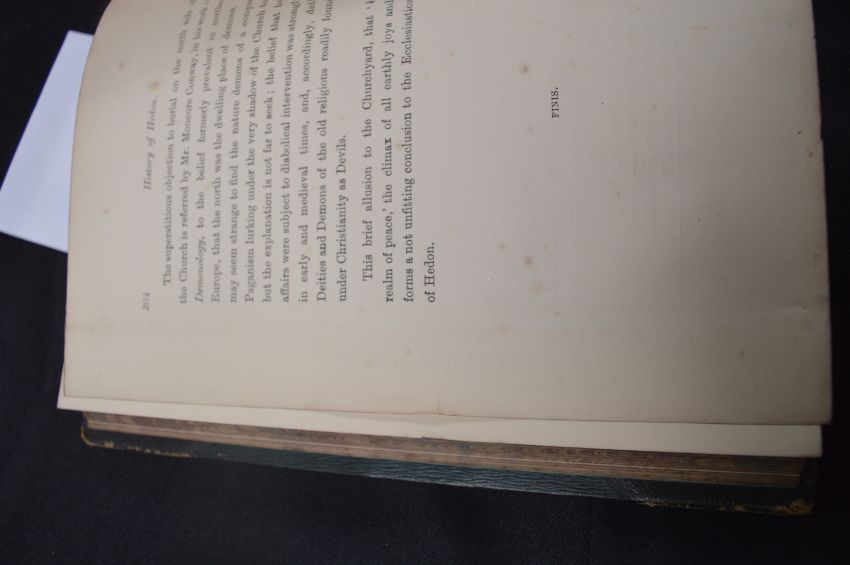 304 History of Hedon.
The superstitious objection to burial on the north side of
the Church is referred by Mr. Moncure Conway, in his work
Demonology, to the belief formerly prevalent in
Europe, that the north was the dwelling place of demons.
may seem strange to find the nature demons of a
Paganism lurking under the very shadow of the Church
but the explanation is not far to seek; the belief that
affairs were subject to diabolical intervention was
in early and medieval times, and, accordingly,
Deities and Demons of the old religions readily
under Christianity as Devils.
This brief allusion to the Churchyard, that
realm of peace,' the climax of all earthly joys and
forms a not unfitting conclusion to the
of Hedon.
FINIS.